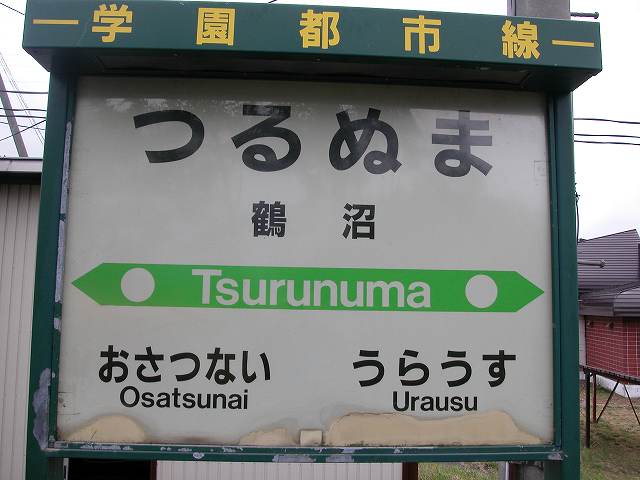 —学園都市線—
つるぬま
鶴沼
Tsurunuma
おさつない うらうす
Osatsunai Urausu